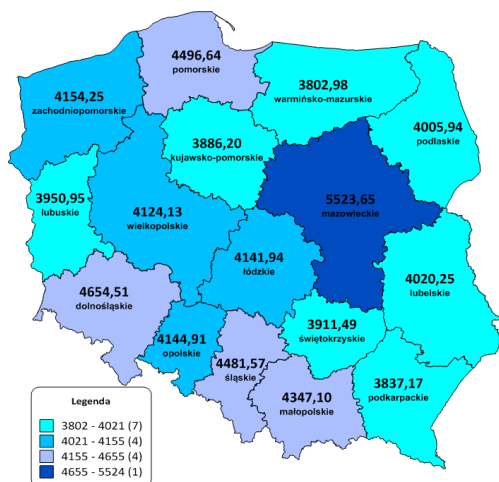 4496,64
pomorskie
3802,98
warmińsko-mazurskie
4154,25
zachodniopomorskie
4005,94
podlaskie
3886,20
kujawsko-pomorskie
3950,95
lubuskie
4124,13
wielkopolskie
5523,65
mazowieckie
4141,94
łódzkie
4020,25
lubelskie
4654,51
dolnośląskie
4144,91
opolskie
4481,57
śląskie
3911,49
świętokrzyskie
4347,10
małopolskie
3837,17
podkarpackie
Legenda
3802 - 4021 (7)
4021 - 4155 (4)
4155 - 4655 (4)
4655 - 5524 (1)